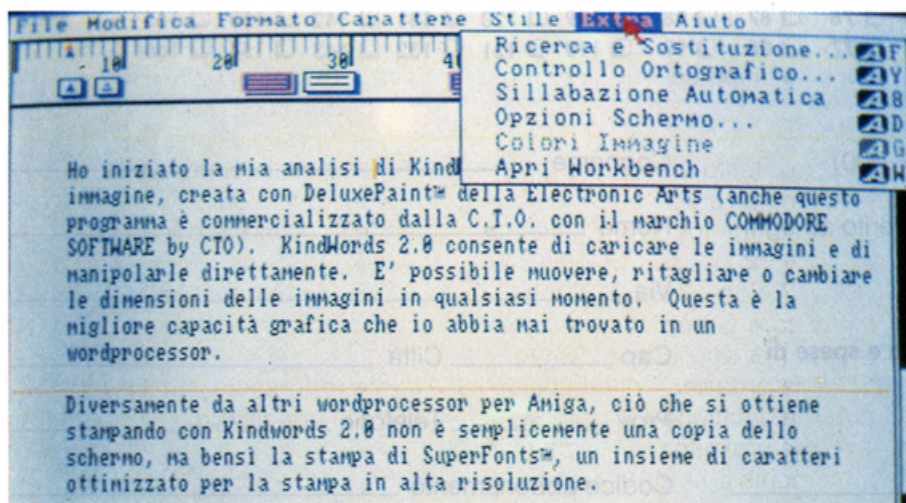 File Modifica Formato Carattere Stile Extra Aiuto
Ricerca e Sostituzione... A F
Controllo Ortografico... A Y
Sillabazione Automatica A 8
Opzioni Schermo... A D
Colori Immagine A G
Apri Workbench A W
10 20 30
Ho iniziato la mia analisi di
immagine, creata con DeluxePaint™ della Electronic Arts (anche questo
programma è commercializzato dalla C.T.O. con il marchio COMMODORE
SOFTWARE by CTO). KindWords 2.0 consente di caricare le immagini e di
manipolarle direttamente. E' possibile muovere, ritagliare o cambiare
le dimensioni delle immagini in qualsiasi momento. Questa è la
migliore capacità grafica che io abbia mai trovato in un
wordprocessor.
Diversamente da altri wordprocessor per Amiga, ciò che si ottiene
stampando con Kindwords 2.0 non è semplicemente una copia dello
schermo, ma bensì la stampa di SuperFonts™, un insieme di caratteri
ottimizzato per la stampa in alta risoluzione.